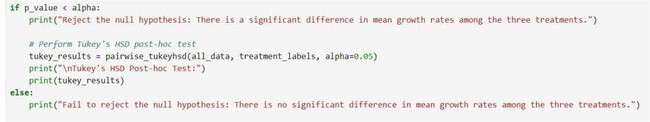 if p_value < alpha:
    print("Reject the null hypothesis: There is a significant difference in mean growth rates among the three treatments.")

    # Perform Tukey's HSD post-hoc test
    tukey_results = pairwise_tukeyhsd(all_data, treatment_labels, alpha=0.05)
    print("\nTukey's HSD Post-hoc Test:")
    print(tukey_results)
else:
    print("Fail to reject the null hypothesis: There is no significant difference in mean growth rates among the three treatments.")